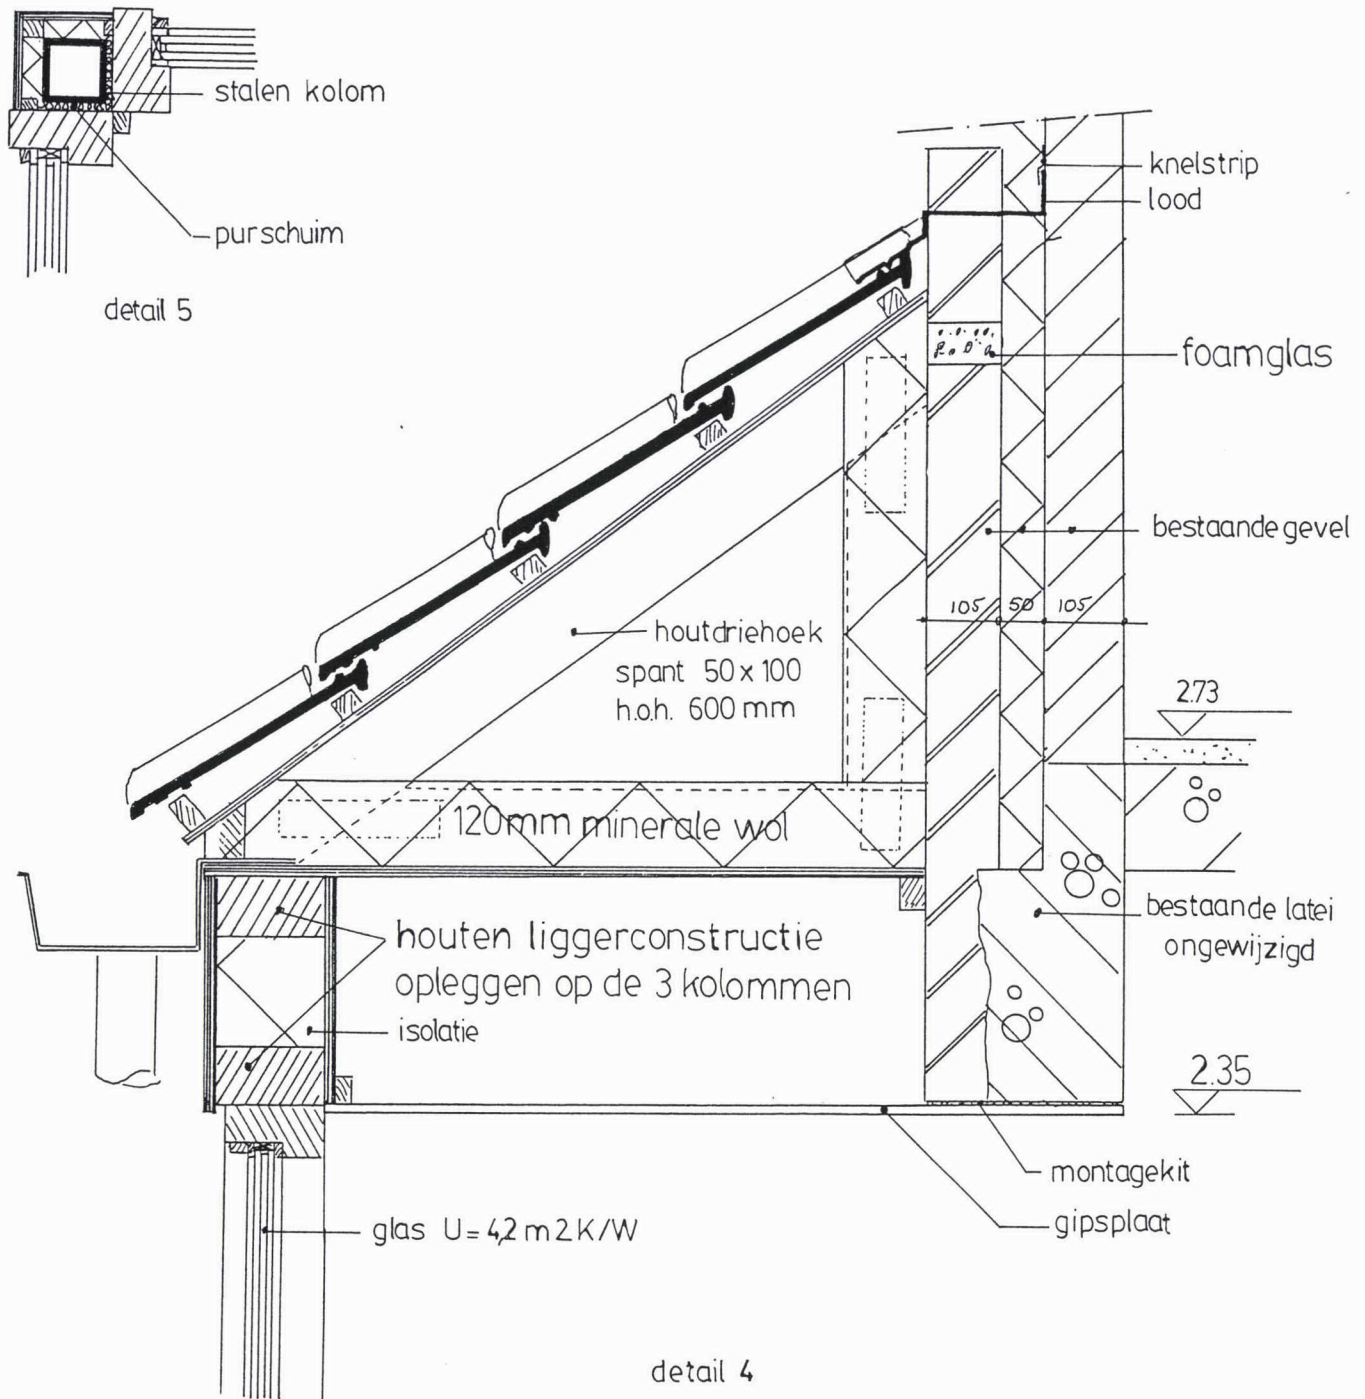 stalen kolom
purschuim
detail 5
knelstrip
lood
foamglas
bestaande gevel
105 50 105
houtdriehoek
spant 50 x 100
h.o.h. 600 mm
2.73
120mm minerale wol
bestaande latei
ongewijzigd
houten liggerconstructie
opleggen op de 3 kolommen
isolatie
2.35
montagekit
gipsplaat
glas U = 4,2 m2K/W
detail 4